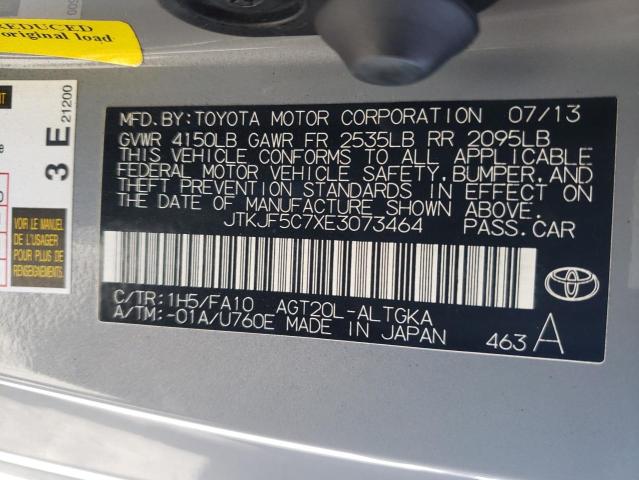 REDUCED
original load
3 E
21200
VOIR LE MANUEL
DE L'USAGER
POUR PLUS DE
RENSEIGNEMENTS
MFD. BY: TOYOTA MOTOR CORPORATION 07/13
GVWR 4150LB GAWR FR 2535LB RR 2095LB
THIS VEHICLE CONFORMS TO ALL APPLICABLE
FEDERAL MOTOR VEHICLE SAFETY, BUMPER, AND
THEFT PREVENTION STANDARDS IN EFFECT ON
THE DATE OF MANUFACTURE SHOWN ABOVE.
JTKJF5C7XE3073464 PASS.CAR
C/TR: 1H5/FA10 AGT20L-ALTGKA
A/TM: -01A/U760E MADE IN JAPAN
463 A